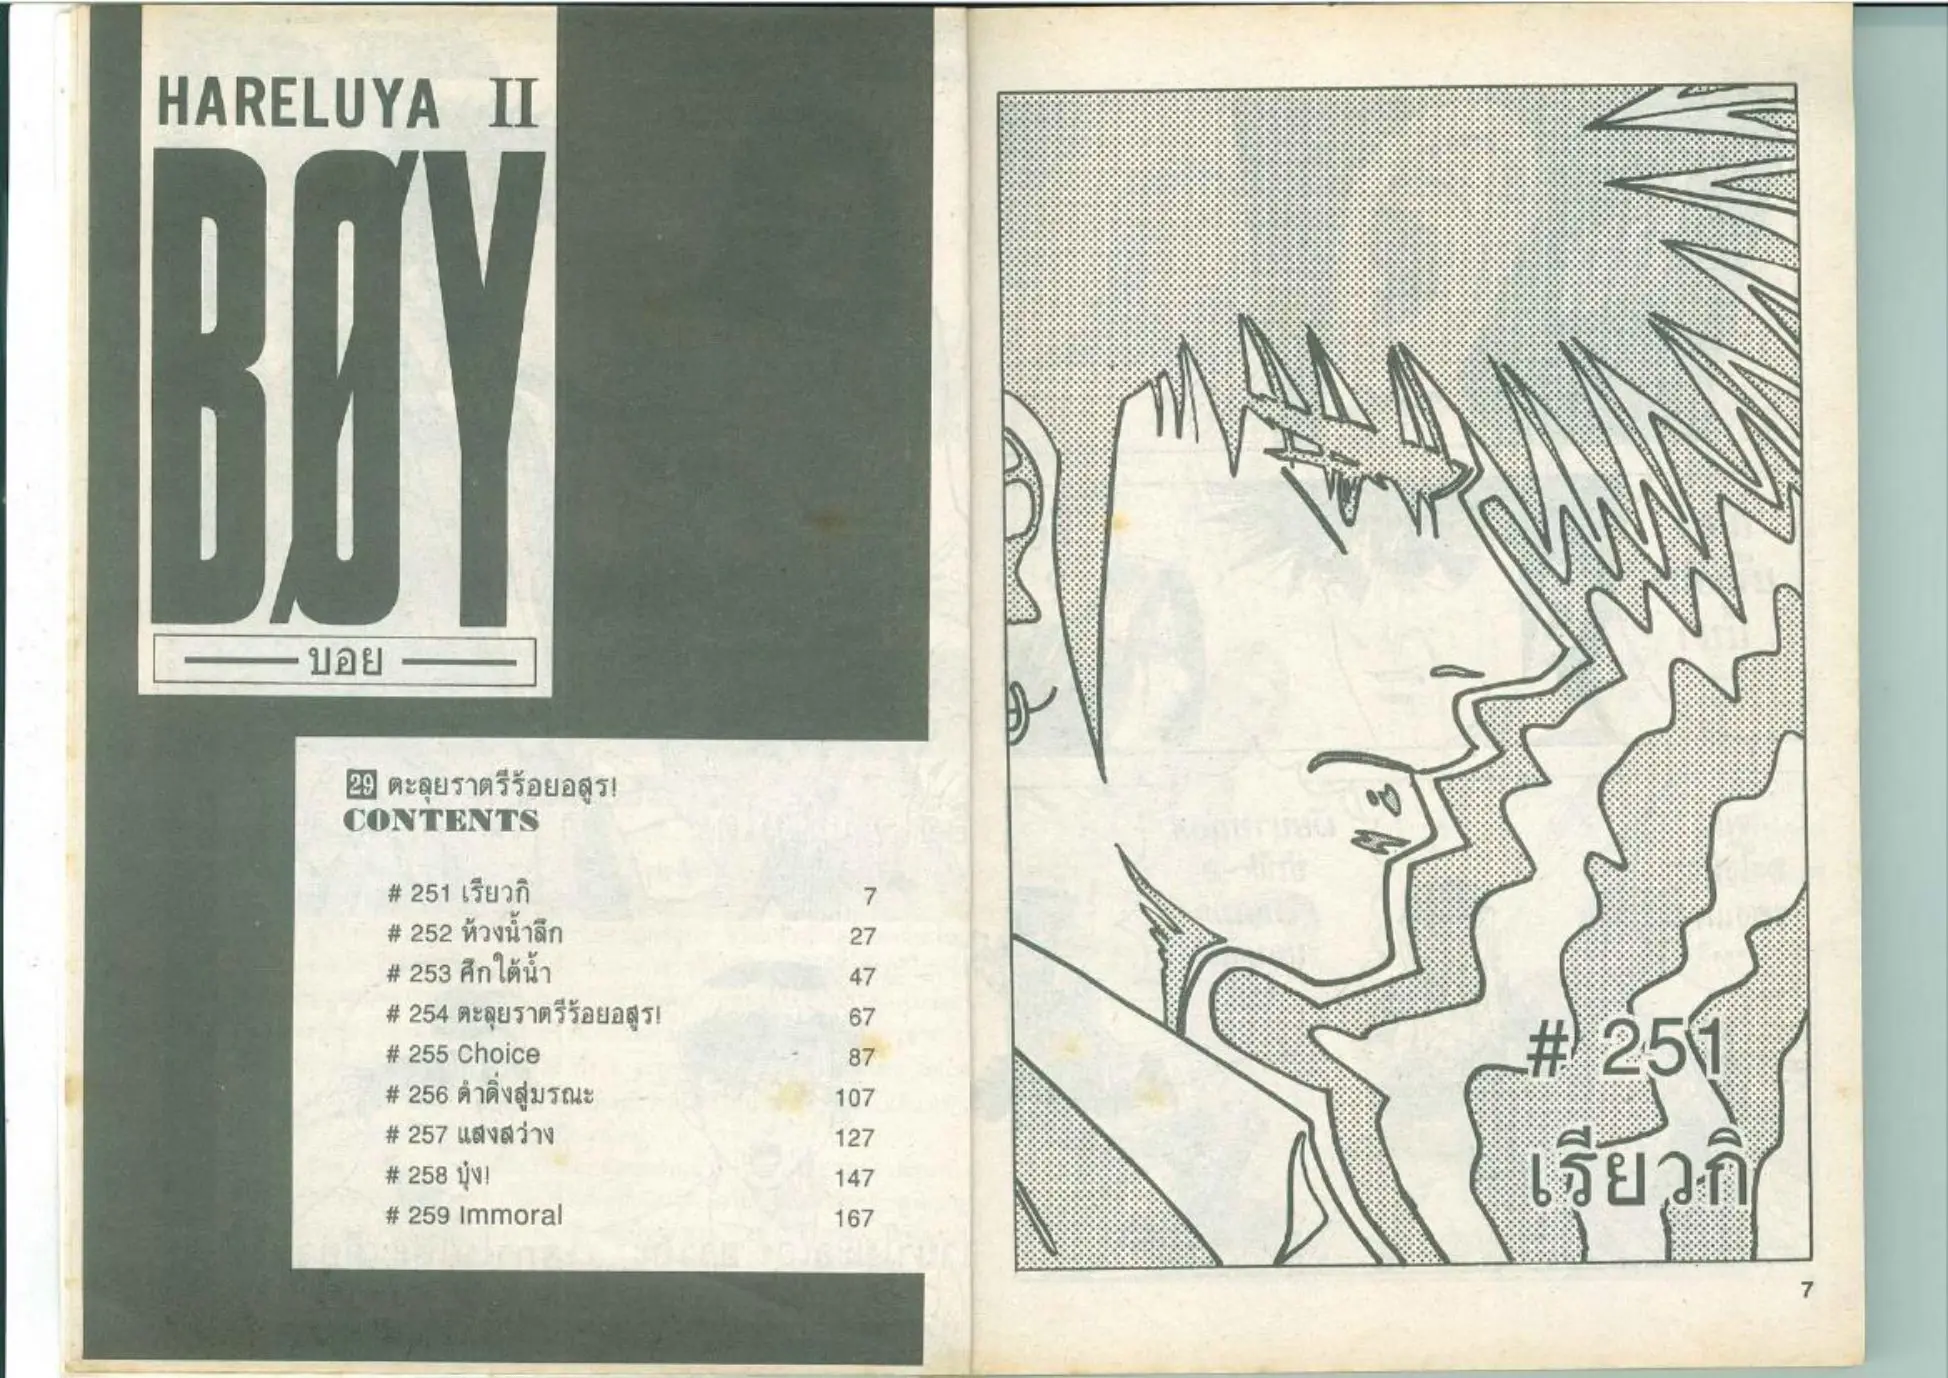 HARELUYA II
BØY
บอย
29 ตะลุยราตรีร้อยอสูร!
CONTENTS
# 251 เรียวกิ 7
# 252 ห้วงน้ำลึก 27
# 253 ศึกใต้น้ำ 47
# 254 ตะลุยราตรีร้อยอสูร! 67
# 255 Choice 87
# 256 ดำดิ่งสู่มรณะ 107
# 257 แสงสว่าง 127
# 258 บุ๋ง! 147
# 259 Immoral 167
# 251
เรียวกิ
7